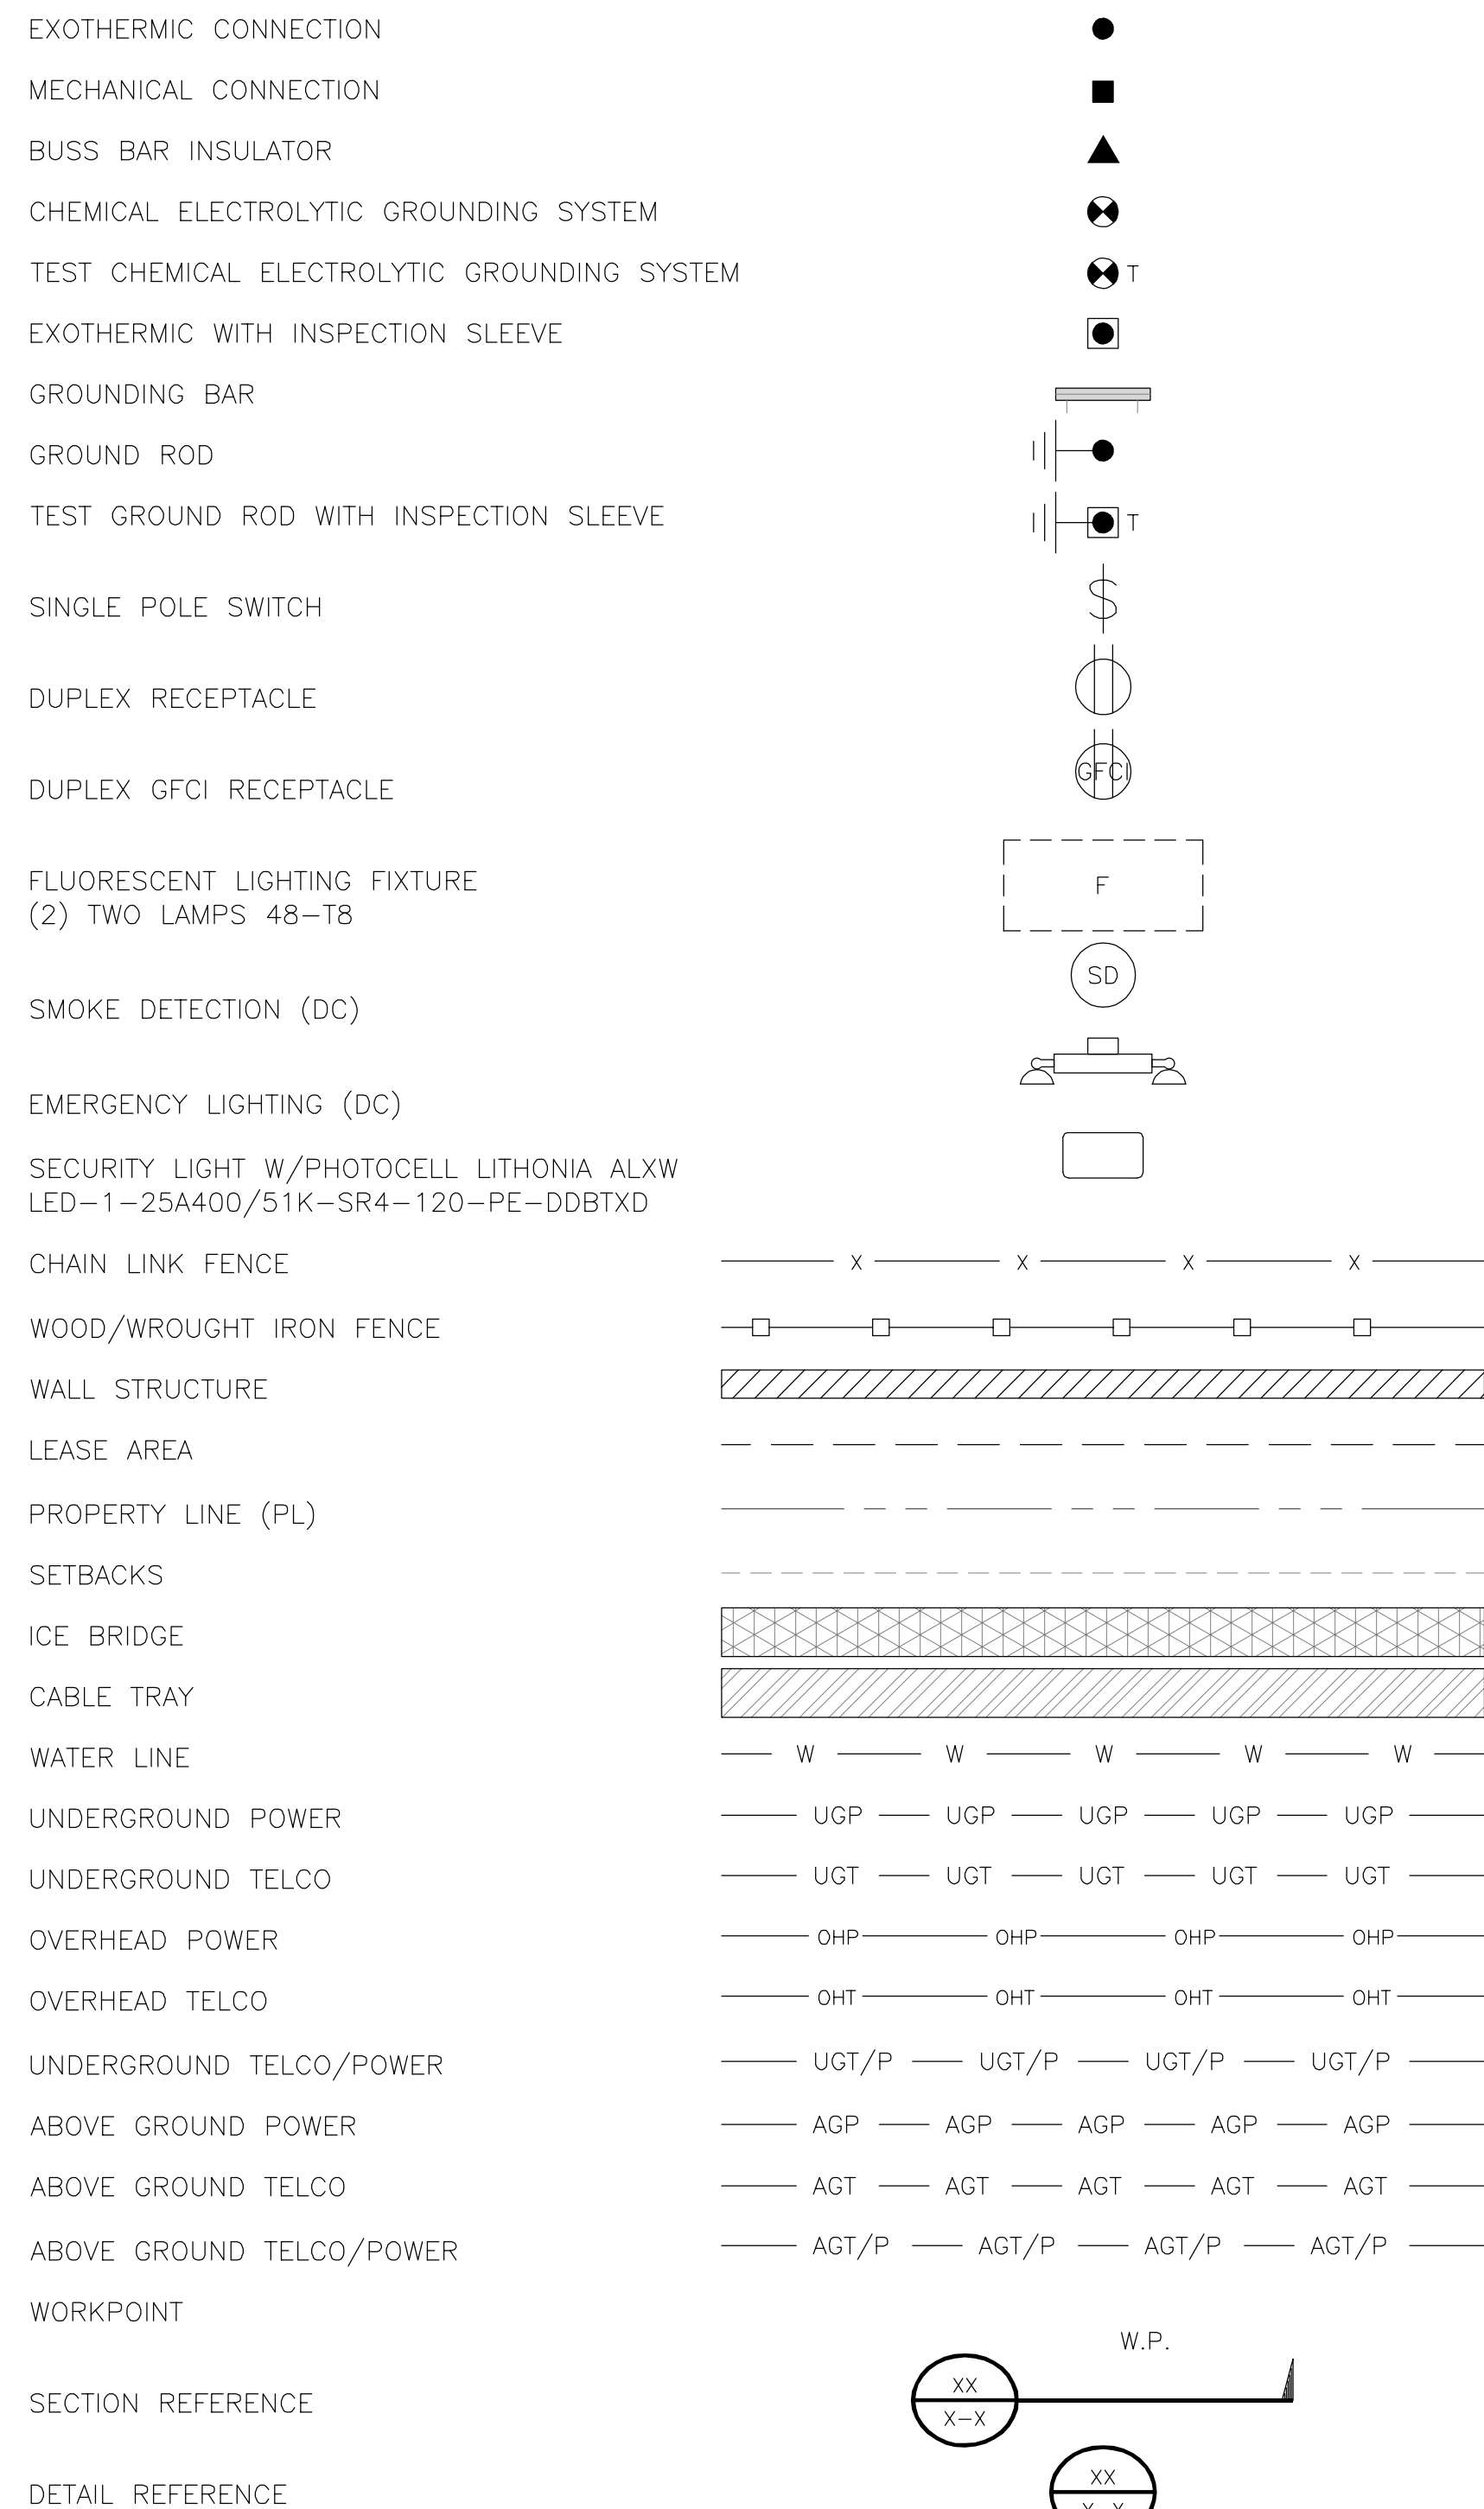 EXOTHERMIC CONNECTION
MECHANICAL CONNECTION
BUSS BAR INSULATOR
CHEMICAL ELECTROLYTIC GROUNDING SYSTEM
TEST CHEMICAL ELECTROLYTIC GROUNDING SYSTEM T
EXOTHERMIC WITH INSPECTION SLEEVE
GROUNDING BAR
GROUND ROD
TEST GROUND ROD WITH INSPECTION SLEEVE T
SINGLE POLE SWITCH $
DUPLEX RECEPTACLE
DUPLEX GFCI RECEPTACLE GFCI
FLUORESCENT LIGHTING FIXTURE F
(2) TWO LAMPS 48-T8
SMOKE DETECTION (DC) SD
EMERGENCY LIGHTING (DC)
SECURITY LIGHT W/PHOTOCELL LITHONIA ALXW
LED-1-25A400/51K-SR4-120-PE-DDBTXD
CHAIN LINK FENCE X X X X
WOOD/WROUGHT IRON FENCE
WALL STRUCTURE
LEASE AREA
PROPERTY LINE (PL)
SETBACKS
ICE BRIDGE
CABLE TRAY
WATER LINE W W W W W
UNDERGROUND POWER UGP UGP UGP UGP UGP
UNDERGROUND TELCO UGT UGT UGT UGT UGT
OVERHEAD POWER OHP OHP OHP OHP
OVERHEAD TELCO OHT OHT OHT OHT
UNDERGROUND TELCO/POWER UGT/P UGT/P UGT/P UGT/P
ABOVE GROUND POWER AGP AGP AGP AGP AGP
ABOVE GROUND TELCO AGT AGT AGT AGT AGT
ABOVE GROUND TELCO/POWER AGT/P AGT/P AGT/P AGT/P
WORKPOINT
W.P.
SECTION REFERENCE XX
X-X
DETAIL REFERENCE XX
X-X